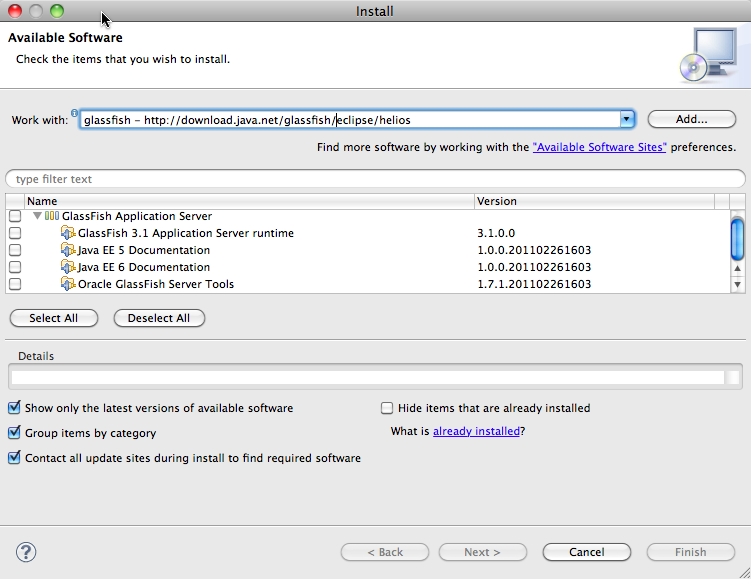 Install
Available Software
Check the items that you wish to install.
Work with: glassfish – http://download.java.net/glassfish/eclipse/helios Add...
Find more software by working with the "Available Software Sites" preferences.
type filter text
Name Version
GlassFish Application Server
GlassFish 3.1 Application Server runtime 3.1.0.0
Java EE 5 Documentation 1.0.0.201102261603
Java EE 6 Documentation 1.0.0.201102261603
Oracle GlassFish Server Tools 1.7.1.201102261603
Select All Deselect All
Details
Show only the latest versions of available software Hide items that are already installed
Group items by category What is already installed?
Contact all update sites during install to find required software
? < Back Next > Cancel Finish